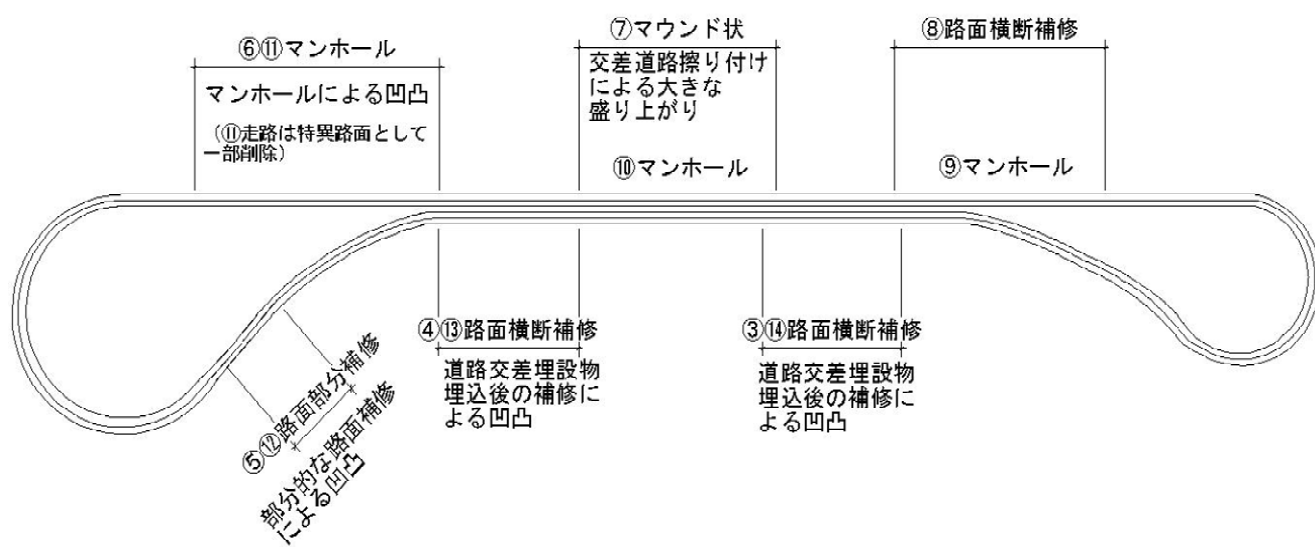 ⑥⑪マンホール
マンホールによる凹凸
（⑪走路は特異路面として
一部削除）
⑦マウンド状
交差道路擦り付け
による大きな
盛り上がり
⑩マンホール
⑧路面横断補修
⑨マンホール
④⑬路面横断補修
道路交差埋設物
埋込後の補修に
よる凹凸
③⑭路面横断補修
道路交差埋設物
埋込後の補修に
よる凹凸
⑤⑫路面部分補修
部分的な路面補修
による凹凸